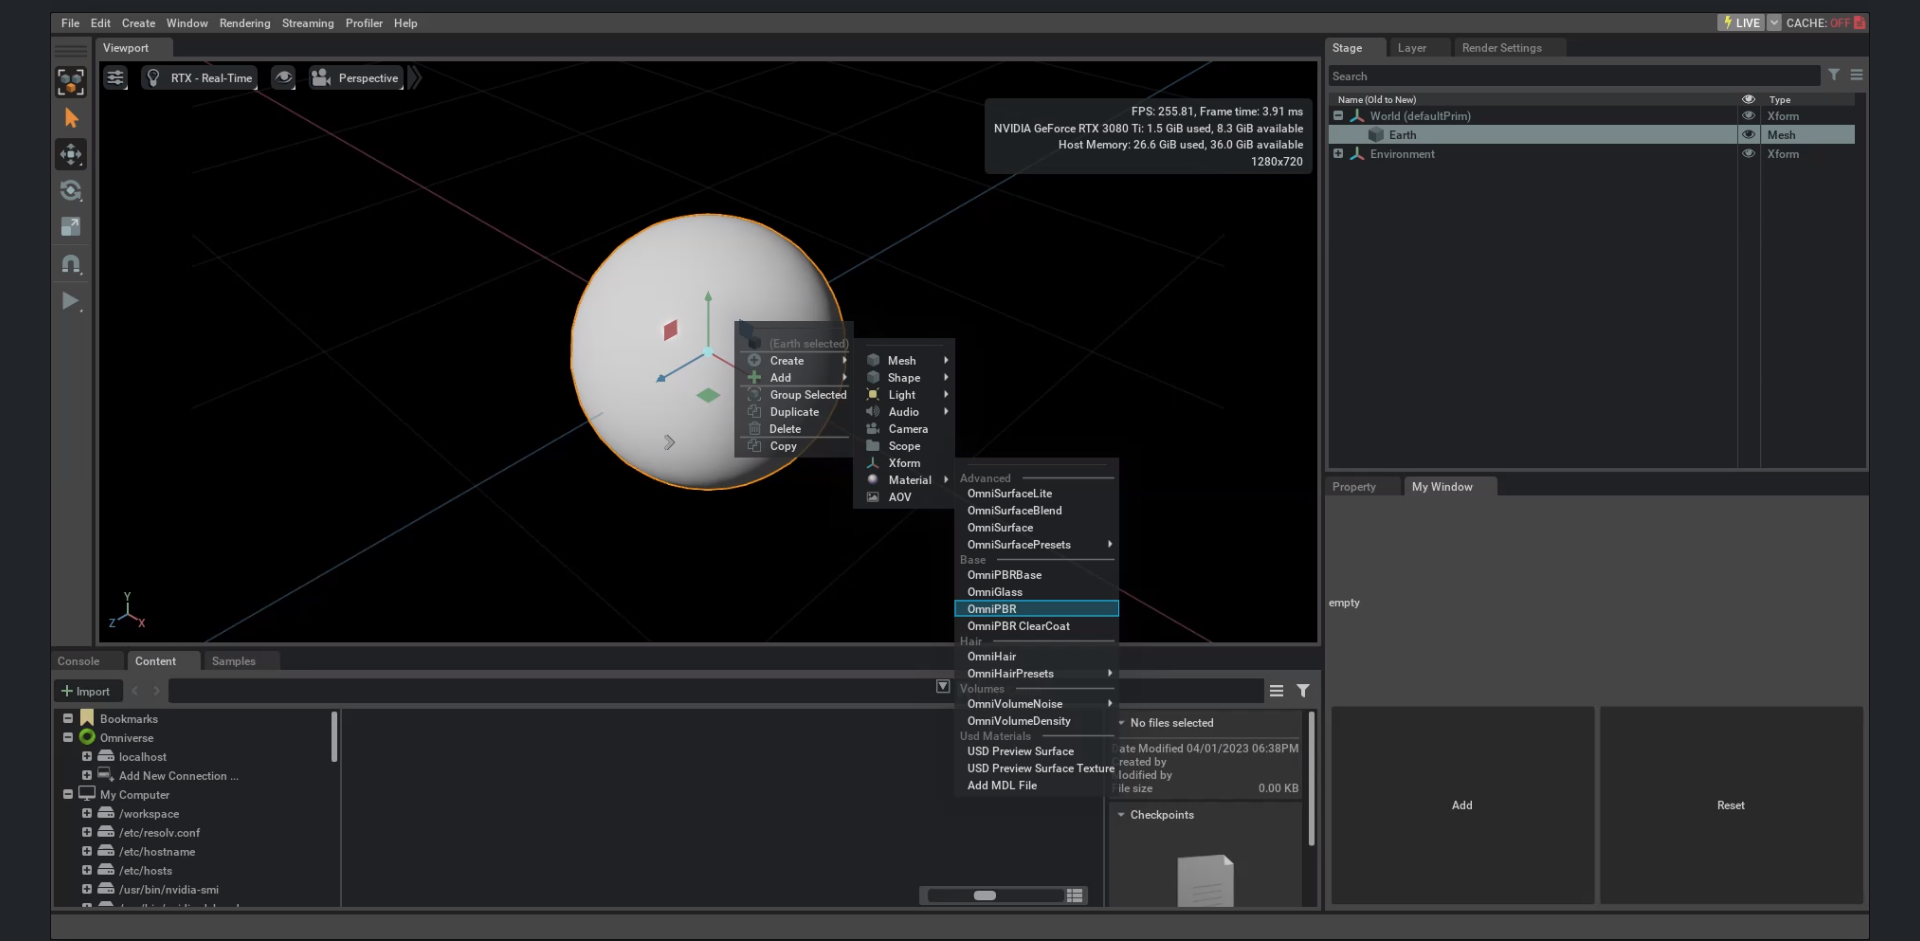 File Edit Create Window Rendering Streaming Profiler Help
LIVE CACHE: OFF
Viewport
RTX - Real-Time
Perspective
FPS: 255.81, Frame time: 3.91 ms
NVIDIA GeForce RTX 3080 Ti: 1.5 GiB used, 8.3 GiB available
Host Memory: 26.6 GiB used, 36.0 GiB available
1280x720
(Earth selected)
Create
Add
Group Selected
Duplicate
Delete
Copy
Mesh
Shape
Light
Audio
Camera
Scope
Xform
Material
AOV
Advanced
OmniSurfaceLite
OmniSurfaceBlend
OmniSurface
OmniSurfacePresets
Base
OmniPBRBase
OmniGlass
OmniPBR
OmniPBR ClearCoat
Hair
OmniHair
OmniHairPresets
Volumes
OmniVolumeNoise
OmniVolumeDensity
Usd Materials
USD Preview Surface
USD Preview Surface Texture
Add MDL File
Y
Z X
Stage Layer Render Settings
Search
Name (Old to New) Type
World (defaultPrim) Xform
Earth Mesh
Environment Xform
Property My Window
empty
Add Reset
Console Content Samples
Import
Bookmarks
Omniverse
localhost
Add New Connection ...
My Computer
/workspace
/etc/resolv.conf
/etc/hostname
/etc/hosts
/usr/bin/nvidia-smi
No files selected
Date Modified 04/01/2023 06:38PM
Created by
Modified by
File size 0.00 KB
Checkpoints